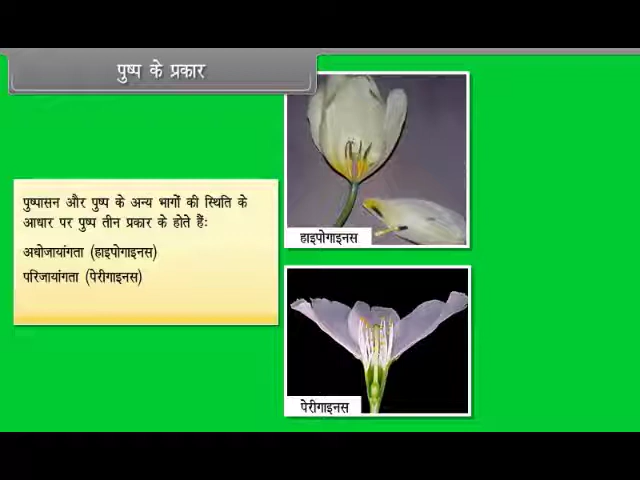 पुष्प के प्रकार
पुष्पासन और पुष्प के अन्य भागों की स्थिति के
आधार पर पुष्प तीन प्रकार के होते हैं:
अधोजायांगता (हाइपोगाइनस)
परिजायांगता (पेरीगाइनस)
हाइपोगाइनस
पेरीगाइनस